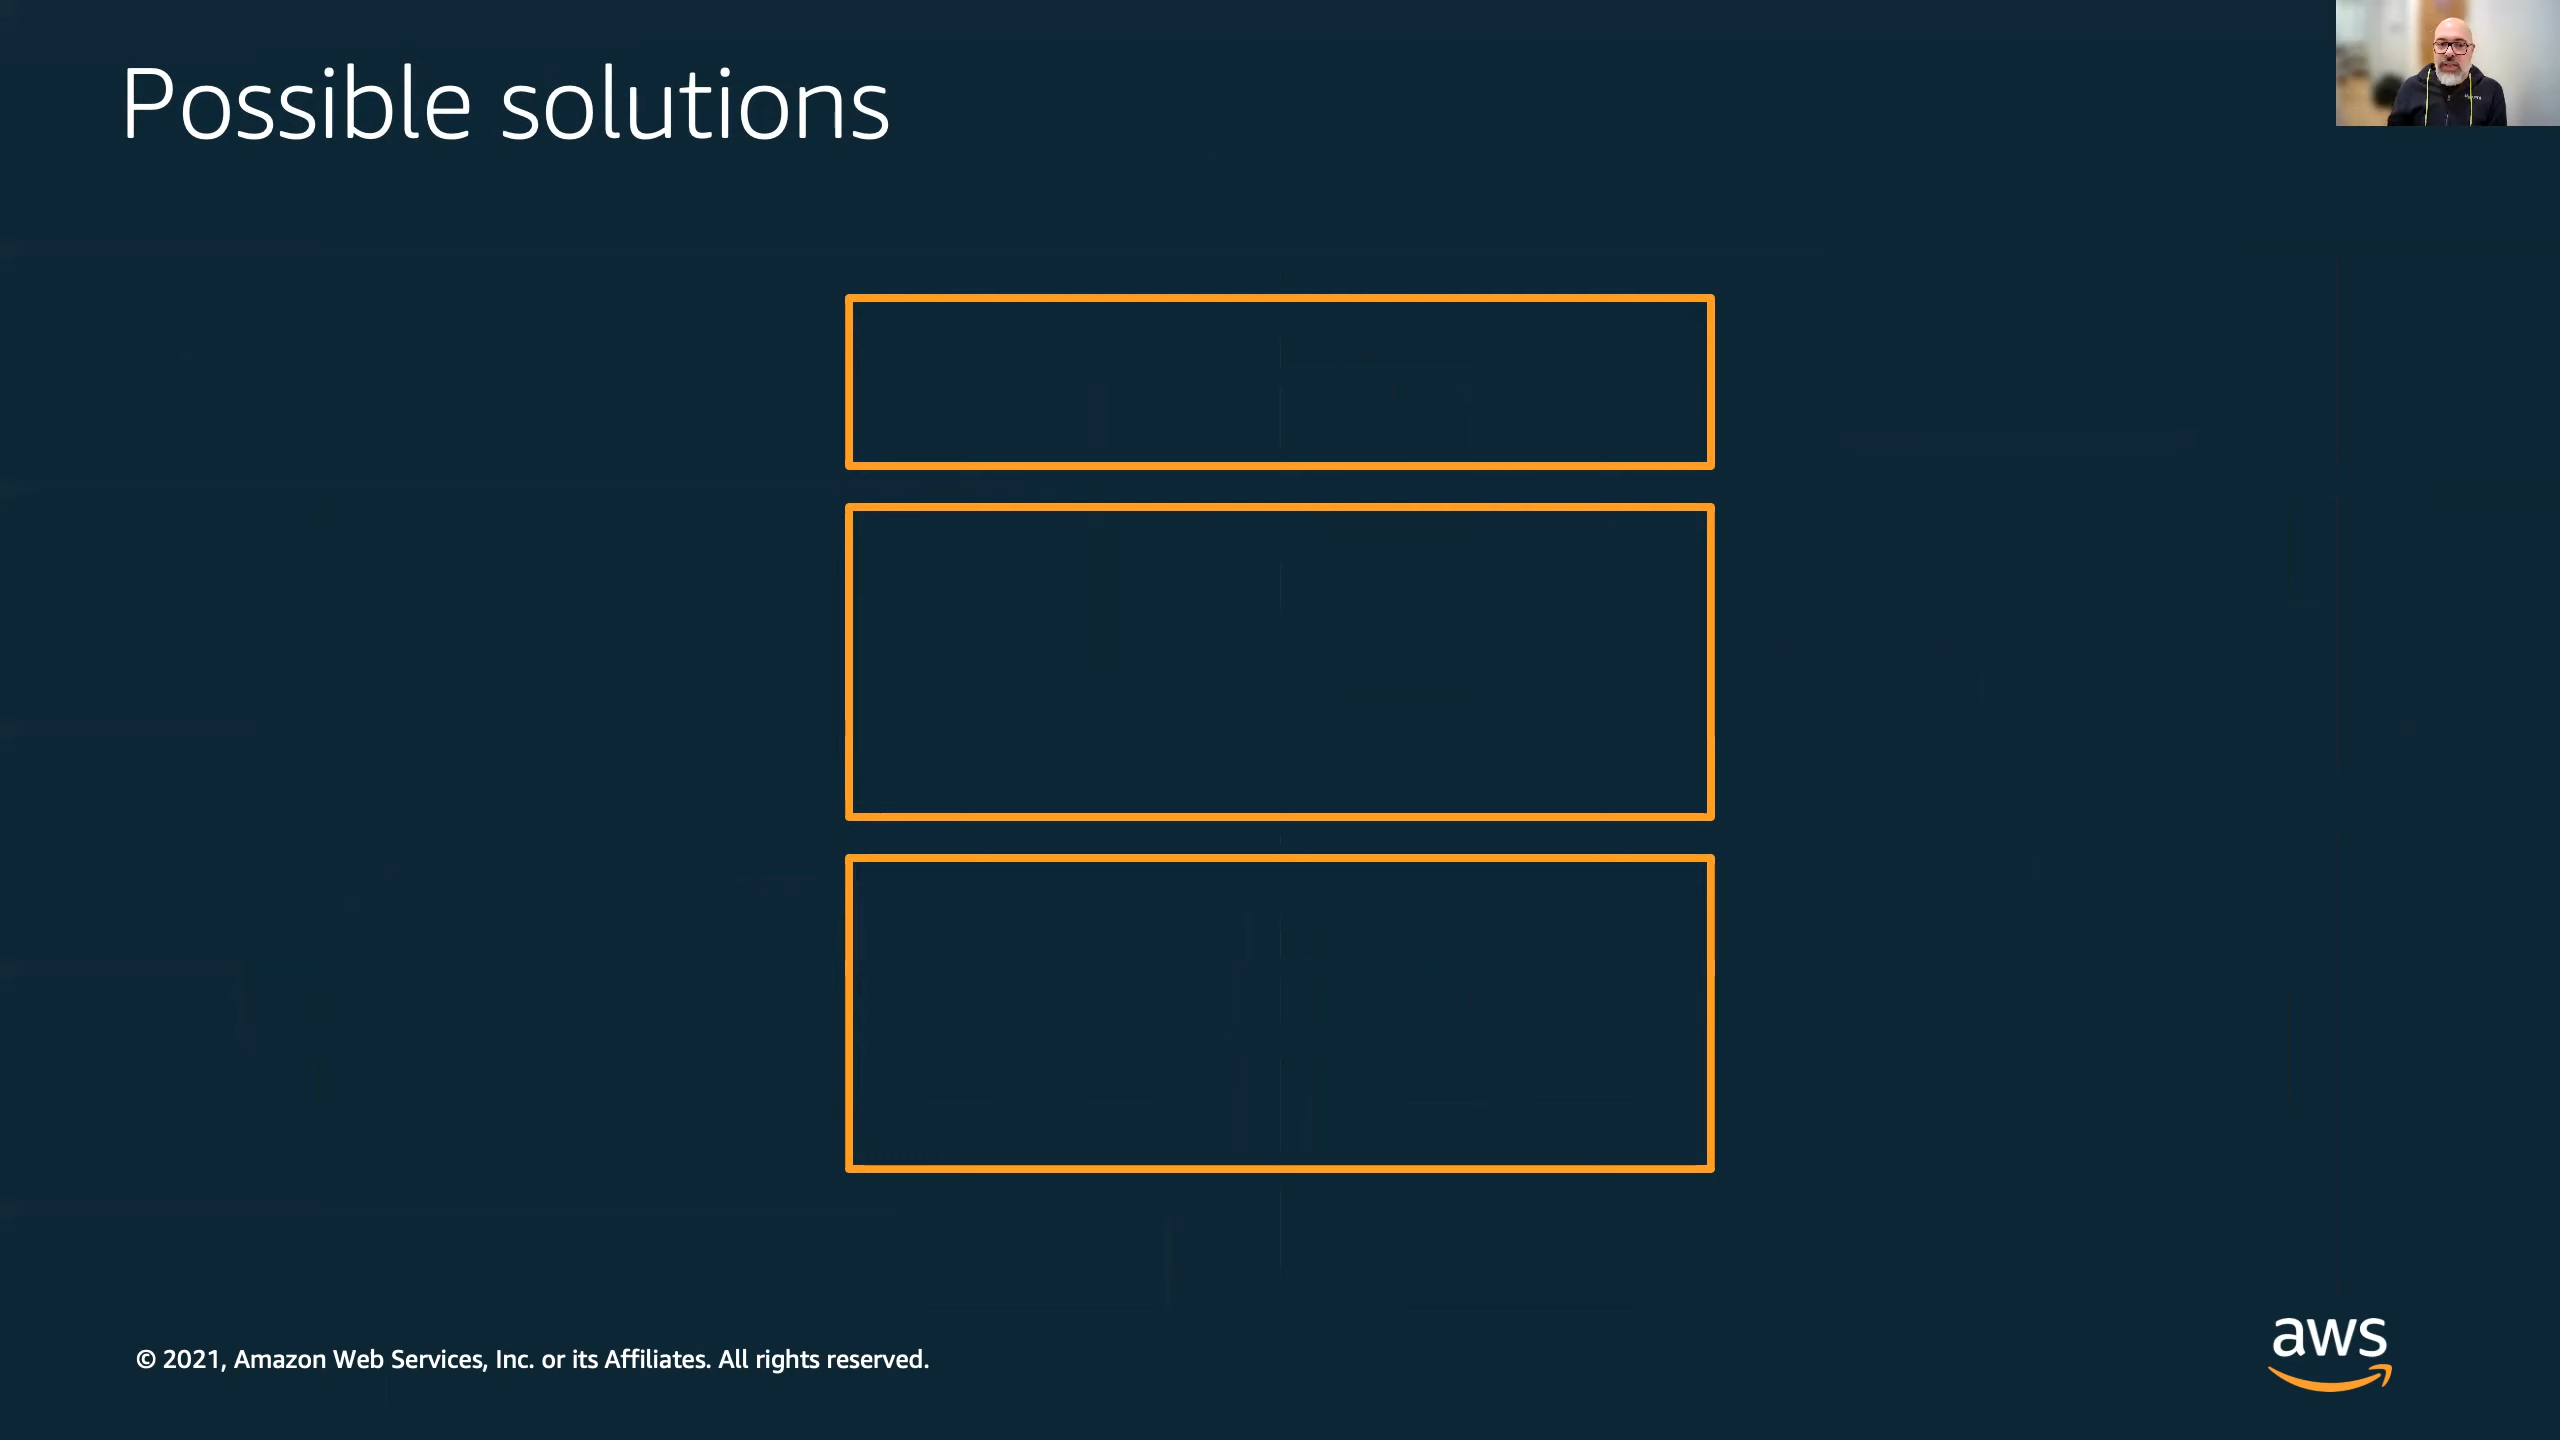 Possible solutions
© 2021, Amazon Web Services, Inc. or its Affiliates. All rights reserved.
aws